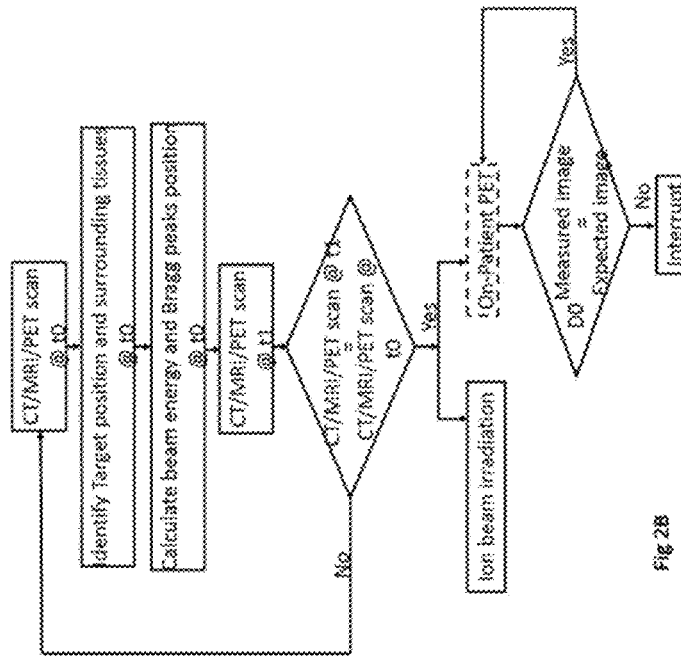 CT/MRI/PET scan
@ t0
Identify Target position and surrounding tissues
@ t0
Calculate beam energy and Bragg peaks position
@ t0
CT/MRI/PET scan
@ t1
CT/MRI/PET scan @ t1
=
CT/MRI/PET scan @
t0
No
Yes
Ion beam irradiation
On-Patient PET
Yes
Measured image
D0 =
Expected image
No
Interrupt
Fig 2B